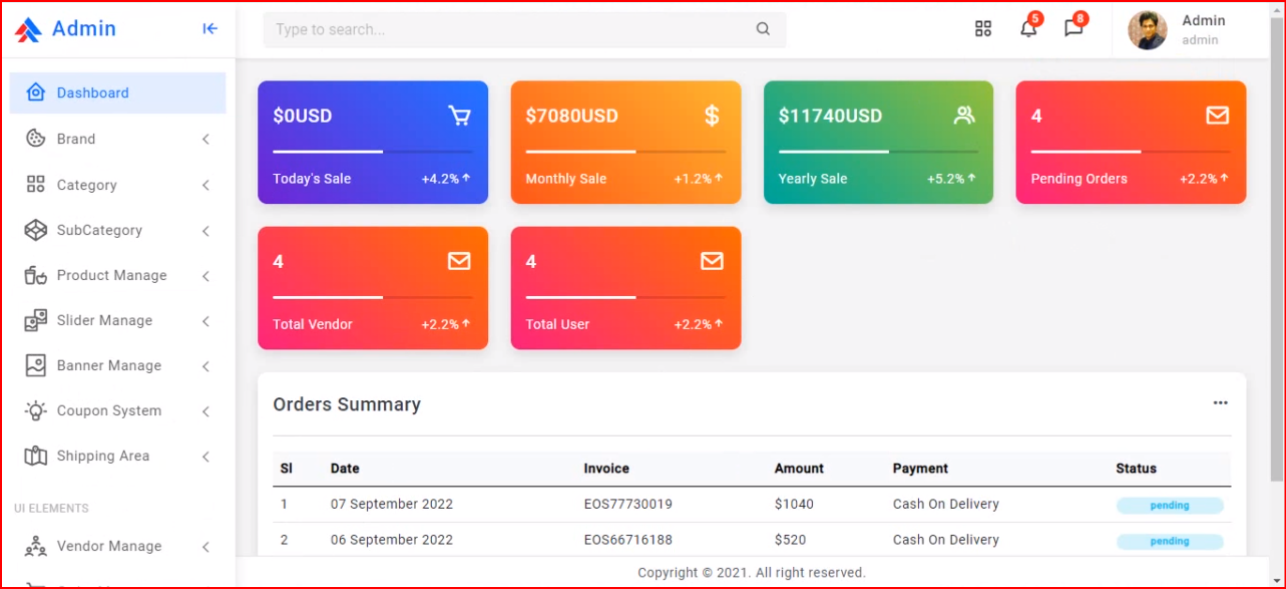 Admin
Type to search...
5
8
Admin
admin
Dashboard
Brand
Category
SubCategory
Product Manage
Slider Manage
Banner Manage
Coupon System
Shipping Area
UI ELEMENTS
Vendor Manage
$0USD
Today's Sale +4.2%
$7080USD
Monthly Sale +1.2%
$11740USD
Yearly Sale +5.2%
4
Pending Orders +2.2%
4
Total Vendor +2.2%
4
Total User +2.2%
Orders Summary
Sl Date Invoice Amount Payment Status
1 07 September 2022 EOS77730019 $1040 Cash On Delivery pending
2 06 September 2022 EOS66716188 $520 Cash On Delivery pending
Copyright © 2021. All right reserved.